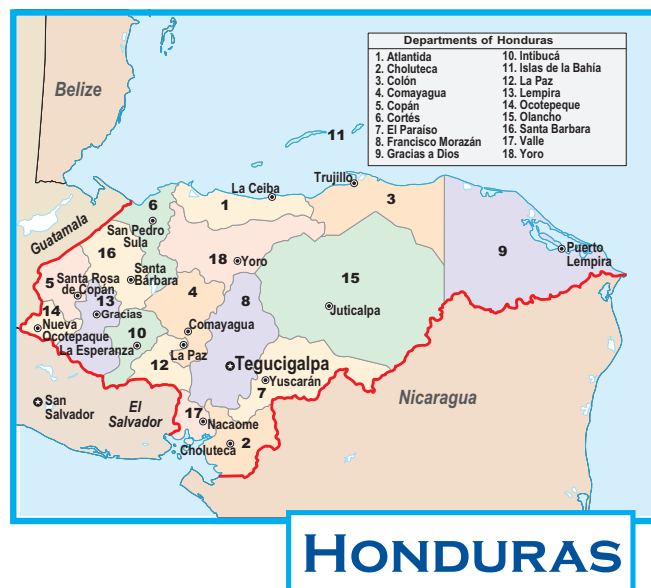 Departments of Honduras
1. Atlantida
2. Choluteca
3. Colón
4. Comayagua
5. Copán
6. Cortés
7. El Paraíso
8. Francisco Morazán
9. Gracias a Dios
10. Intibucá
11. Islas de la Bahía
12. La Paz
13. Lempira
14. Ocotepeque
15. Olancho
16. Santa Barbara
17. Valle
18. Yoro
Belize
11
Trujillo
La Ceiba
6
1
3
Guatamala
San Pedro
Sula
16
18
Yoro
9
Puerto
Lempira
5
Santa Rosa
de Copán
Santa
Bárbara
15
4
8
13
14
Gracias
Juticalpa
Nueva
Ocotepaque
10
Comayagua
La Esperanza
La Paz
12
Tegucigalpa
Yuscarán
7
San
Salvador
El
Salvador
Nicaragua
17
Nacaome
2
Choluteca
HONDURAS